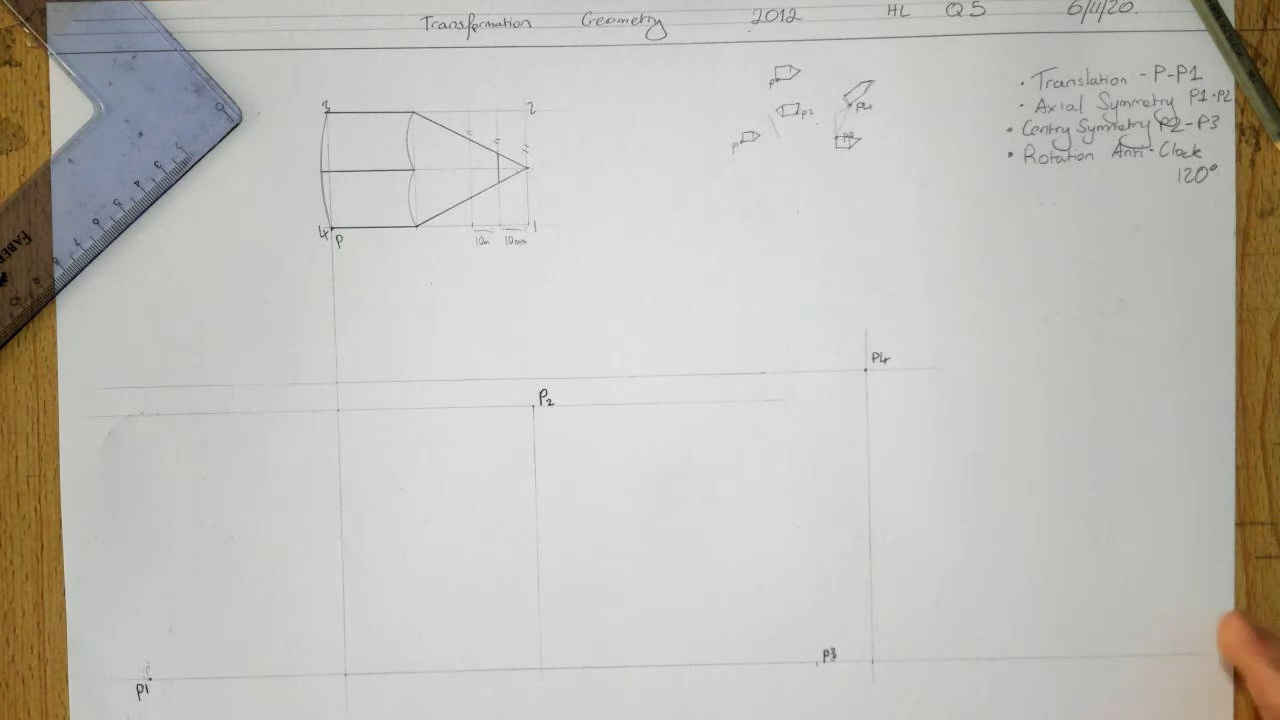 Transformation Geometry 2012 HL Q5 6/11/20.
• Translation - P-P1
• Axial Symmetry P1-P2
• Centry Symmetry P2-P3
• Rotation Anti-Clock
120°
P
P2
P4
P1
3 2
4 1
P
10m 10mm
P4
P2
P3
P1
FABER